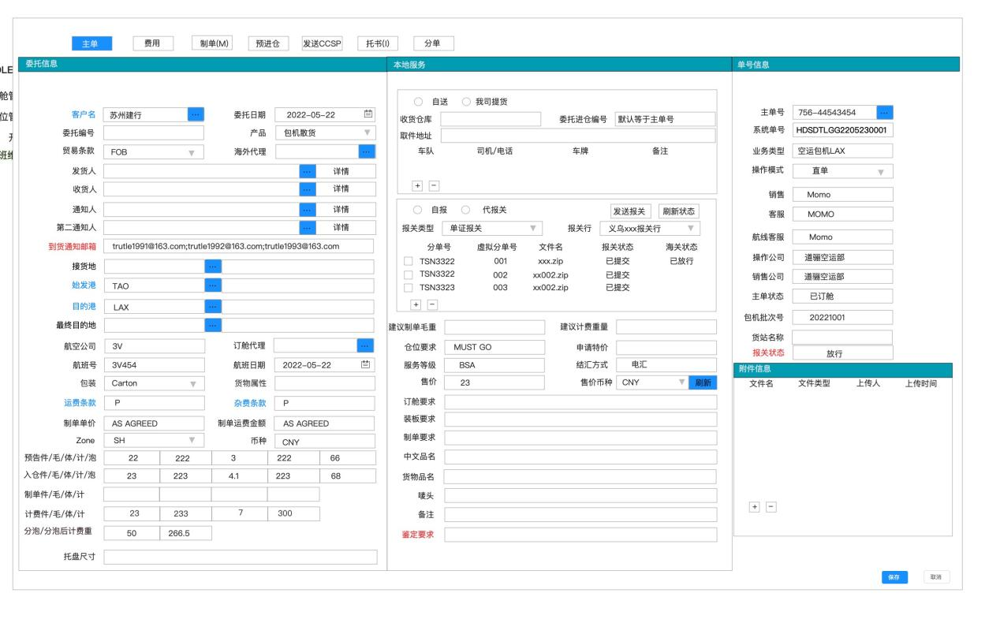 主单 费用 制单(M) 预进仓 发送CCSP 托书(I) 分单
委托信息
客户名 苏州建行 ... 委托日期 2022-05-22
委托编号 产品 包机散货
贸易条款 FOB 海外代理 ...
发货人 ... 详情
收货人 ... 详情
通知人 ... 详情
第二通知人 ... 详情
到货通知邮箱 trutle1991@163.com;trutle1992@163.com;trutle1993@163.com
接货地 ...
始发港 TAO ...
目的港 LAX ...
最终目的地 ...
航空公司 3V 订舱代理 ...
航班号 3V454 航班日期 2022-05-22
包装 Carton 货物属性
运费条款 P 杂费条款 P
制单单价 AS AGREED 制单运费金额 AS AGREED
Zone SH 币种 CNY
预告件/毛/体/计/泡 22 222 3 222 66
入仓件/毛/体/计/泡 23 223 4.1 223 68
制单件/毛/体/计
计费件/毛/体/计 23 233 7 300
分泡/分泡后计费重 50 266.5
托盘尺寸
本地服务
自送 我司提货
收货仓库 委托进仓编号 默认等于主单号
取件地址
车队 司机/电话 车牌 备注
+ −
自报 代报关 发送报关 刷新状态
报关类型 单证报关 报关行 义乌xxx报关行
分单号 虚拟分单号 文件名 报关状态 海关状态
TSN3322 001 xxx.zip 已提交 已放行
TSN3322 002 xx002.zip 已提交
TSN3323 003 xx002.zip 已提交
+ −
建议制单毛重 建议计费重量
仓位要求 MUST GO 申请特价
服务等级 BSA 结汇方式 电汇
售价 23 售价币种 CNY 刷新
订舱要求
装板要求
制单要求
中文品名
货物品名
唛头
备注
鉴定要求
单号信息
主单号 756-44543454 ...
系统单号 HDSDTLGG2205230001
业务类型 空运包机LAX
操作模式 直单
销售 Momo
客服 MOMO
航线客服 Momo
操作公司 道骊空运部
销售公司 道骊空运部
主单状态 已订舱
包机批次号 20221001
货站名称
报关状态 放行
附件信息
文件名 文件类型 上传人 上传时间
+ −
保存 取消